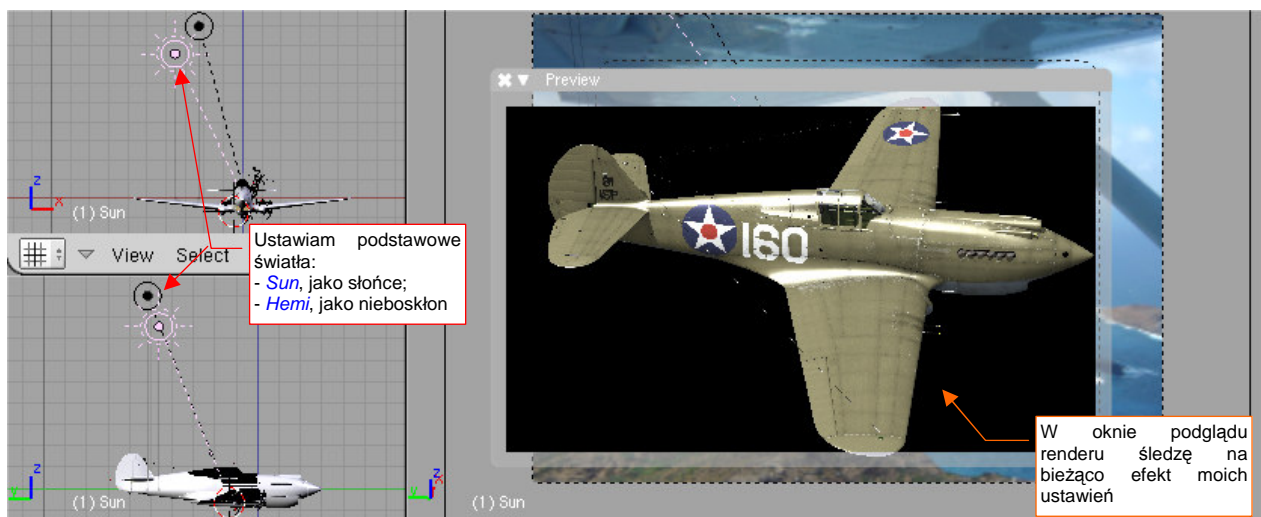 z
x
(1) Sun
View Select
Ustawiam podstawowe
światła:
- Sun, jako słońce;
- Hemi, jako nieboskłon
z
y
(1) Sun
Preview
160
z
y
(1) Sun
W oknie podglądu
renderu śledzę na
bieżąco efekt moich
ustawień